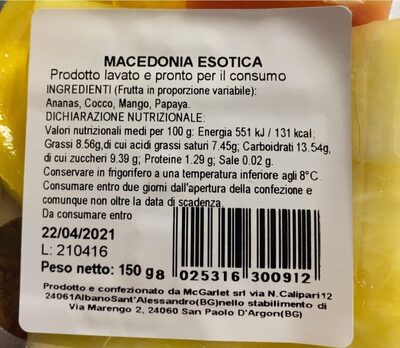 MACEDONIA ESOTICA
Prodotto lavato e pronto per il consumo
INGREDIENTI (Frutta in proporzione variabile):
Ananas, Cocco, Mango, Papaya.
DICHIARAZIONE NUTRIZIONALE:
Valori nutrizionali medi per 100 g: Energia 551 kJ / 131 kcal;
Grassi 8.56g, di cui acidi grassi saturi 7.45g; Carboidrati 13.54g,
di cui zuccheri 9.39 g; Proteine 1.29 g; Sale 0.02 g.
Conservare in frigorifero a una temperatura inferiore agli 8°C
Consumare entro due giorni dall'apertura della confezione e
comunque non oltre la data di scadenza
Da consumare entro
22/04/2021
L: 210416
Peso netto: 150 g
8 025316 300912
Prodotto e confezionato da McGarlet srl via N.Calipari 12
24061AlbanoSant'Alessandro(BG)nello stabilimento di
Via Marengo 2, 24060 San Paolo D'Argon(BG)